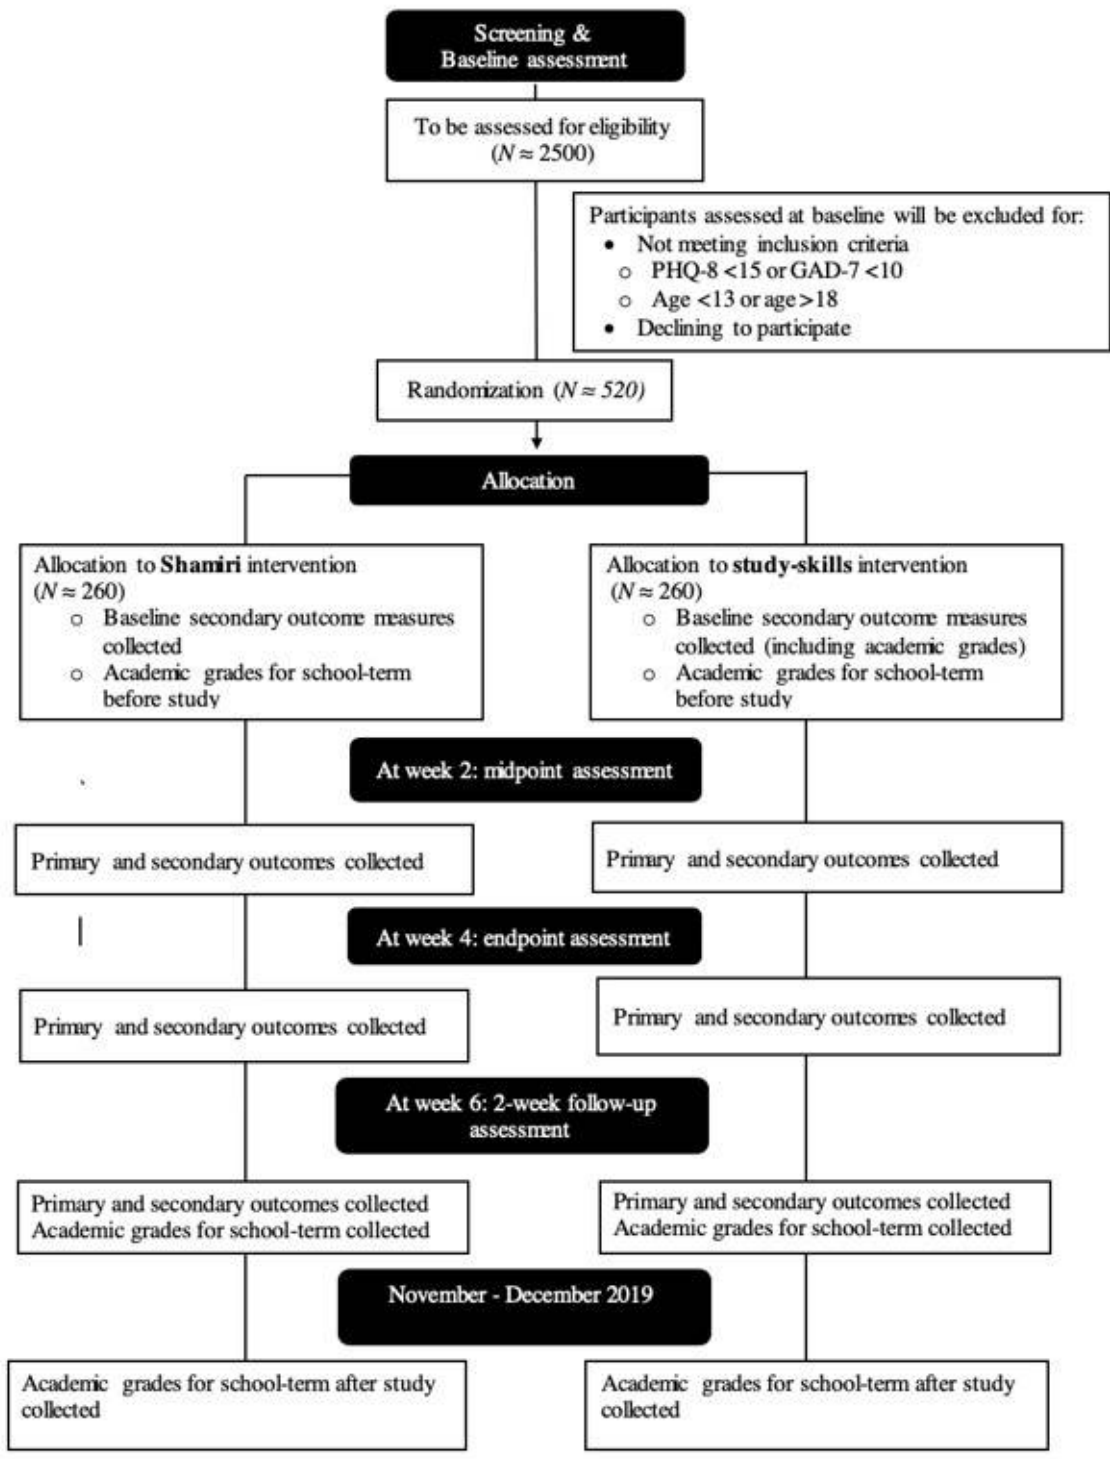 Screening &
Baseline assessment
To be assessed for eligibility
(N ≈ 2500)
Participants assessed at baseline will be excluded for:
• Not meeting inclusion criteria
o PHQ-8 <15 or GAD-7 <10
o Age <13 or age >18
• Declining to participate
Randomization (N ≈ 520)
Allocation
Allocation to Shamiri intervention
(N ≈ 260)
o Baseline secondary outcome measures
collected
o Academic grades for school-term
before study
Allocation to study-skills intervention
(N ≈ 260)
o Baseline secondary outcome measures
collected (including academic grades)
o Academic grades for school-term
before study
At week 2: midpoint assessment
Primary and secondary outcomes collected
Primary and secondary outcomes collected
At week 4: endpoint assessment
Primary and secondary outcomes collected
Primary and secondary outcomes collected
At week 6: 2-week follow-up
assessment
Primary and secondary outcomes collected
Academic grades for school-term collected
Primary and secondary outcomes collected
Academic grades for school-term collected
November - December 2019
Academic grades for school-term after study
collected
Academic grades for school-term after study
collected